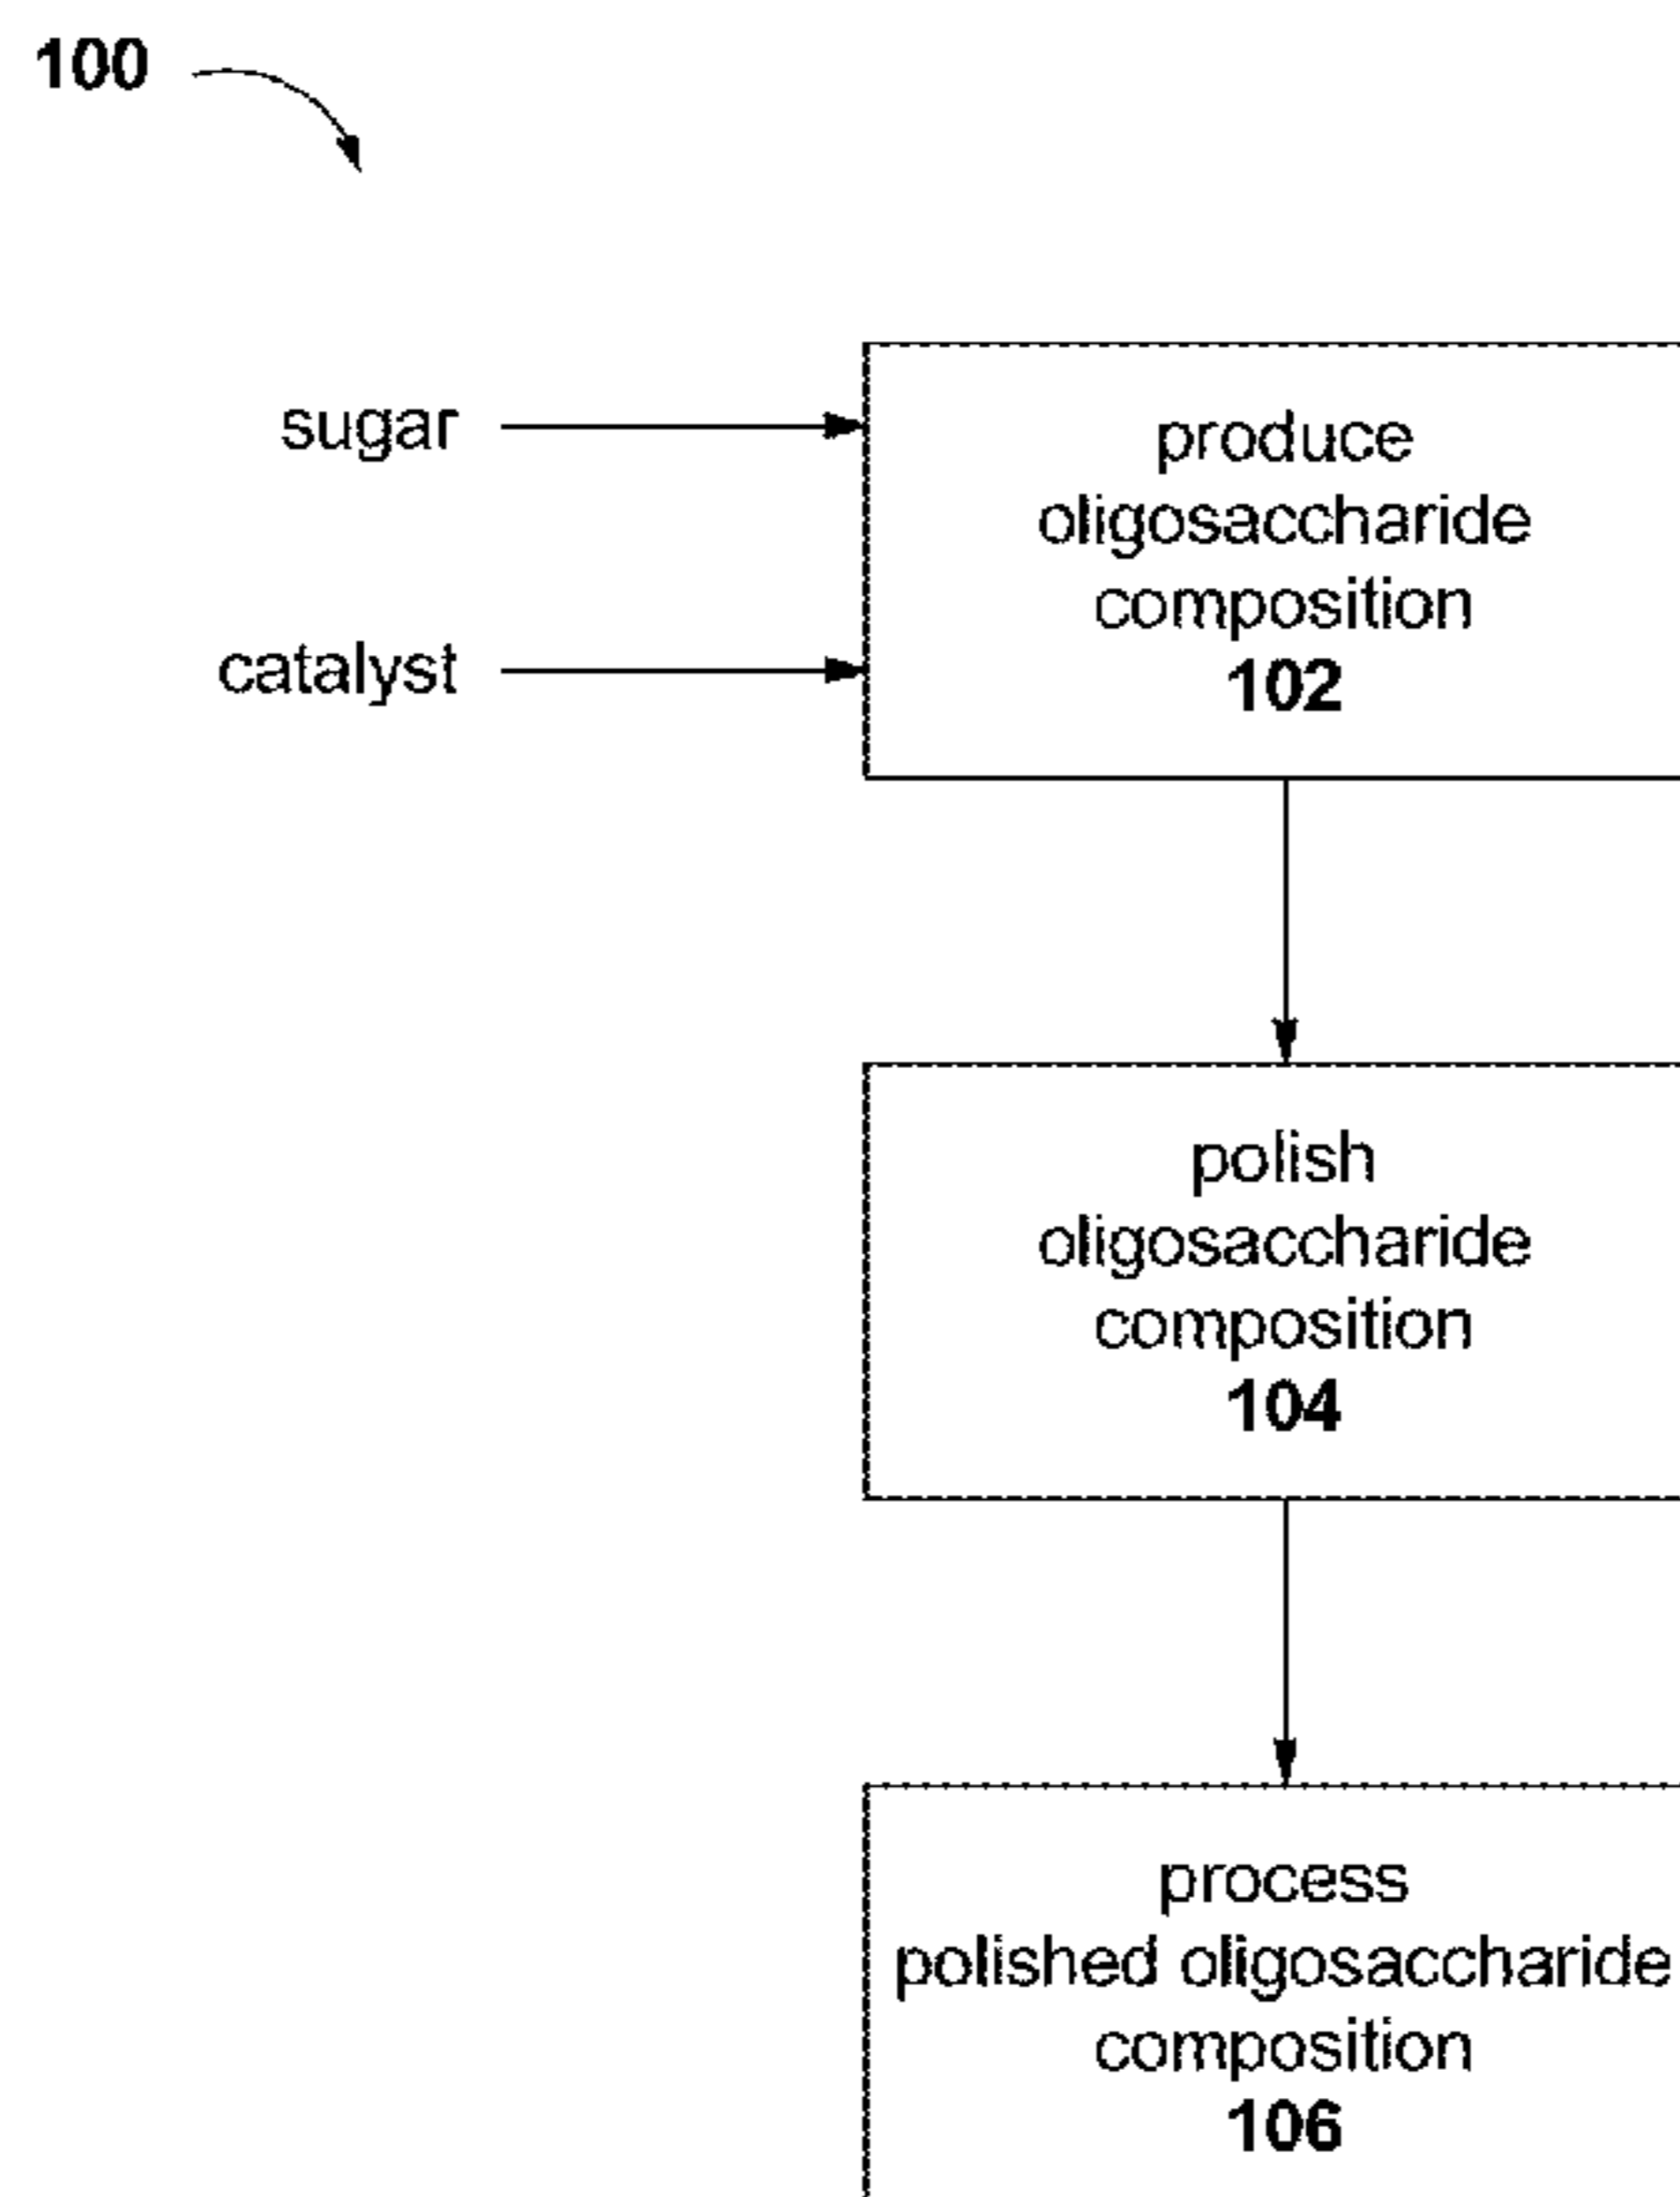 100
sugar
catalyst
produce
oligosaccharide
composition
102
polish
oligosaccharide
composition
104
process
polished oligosaccharide
composition
106